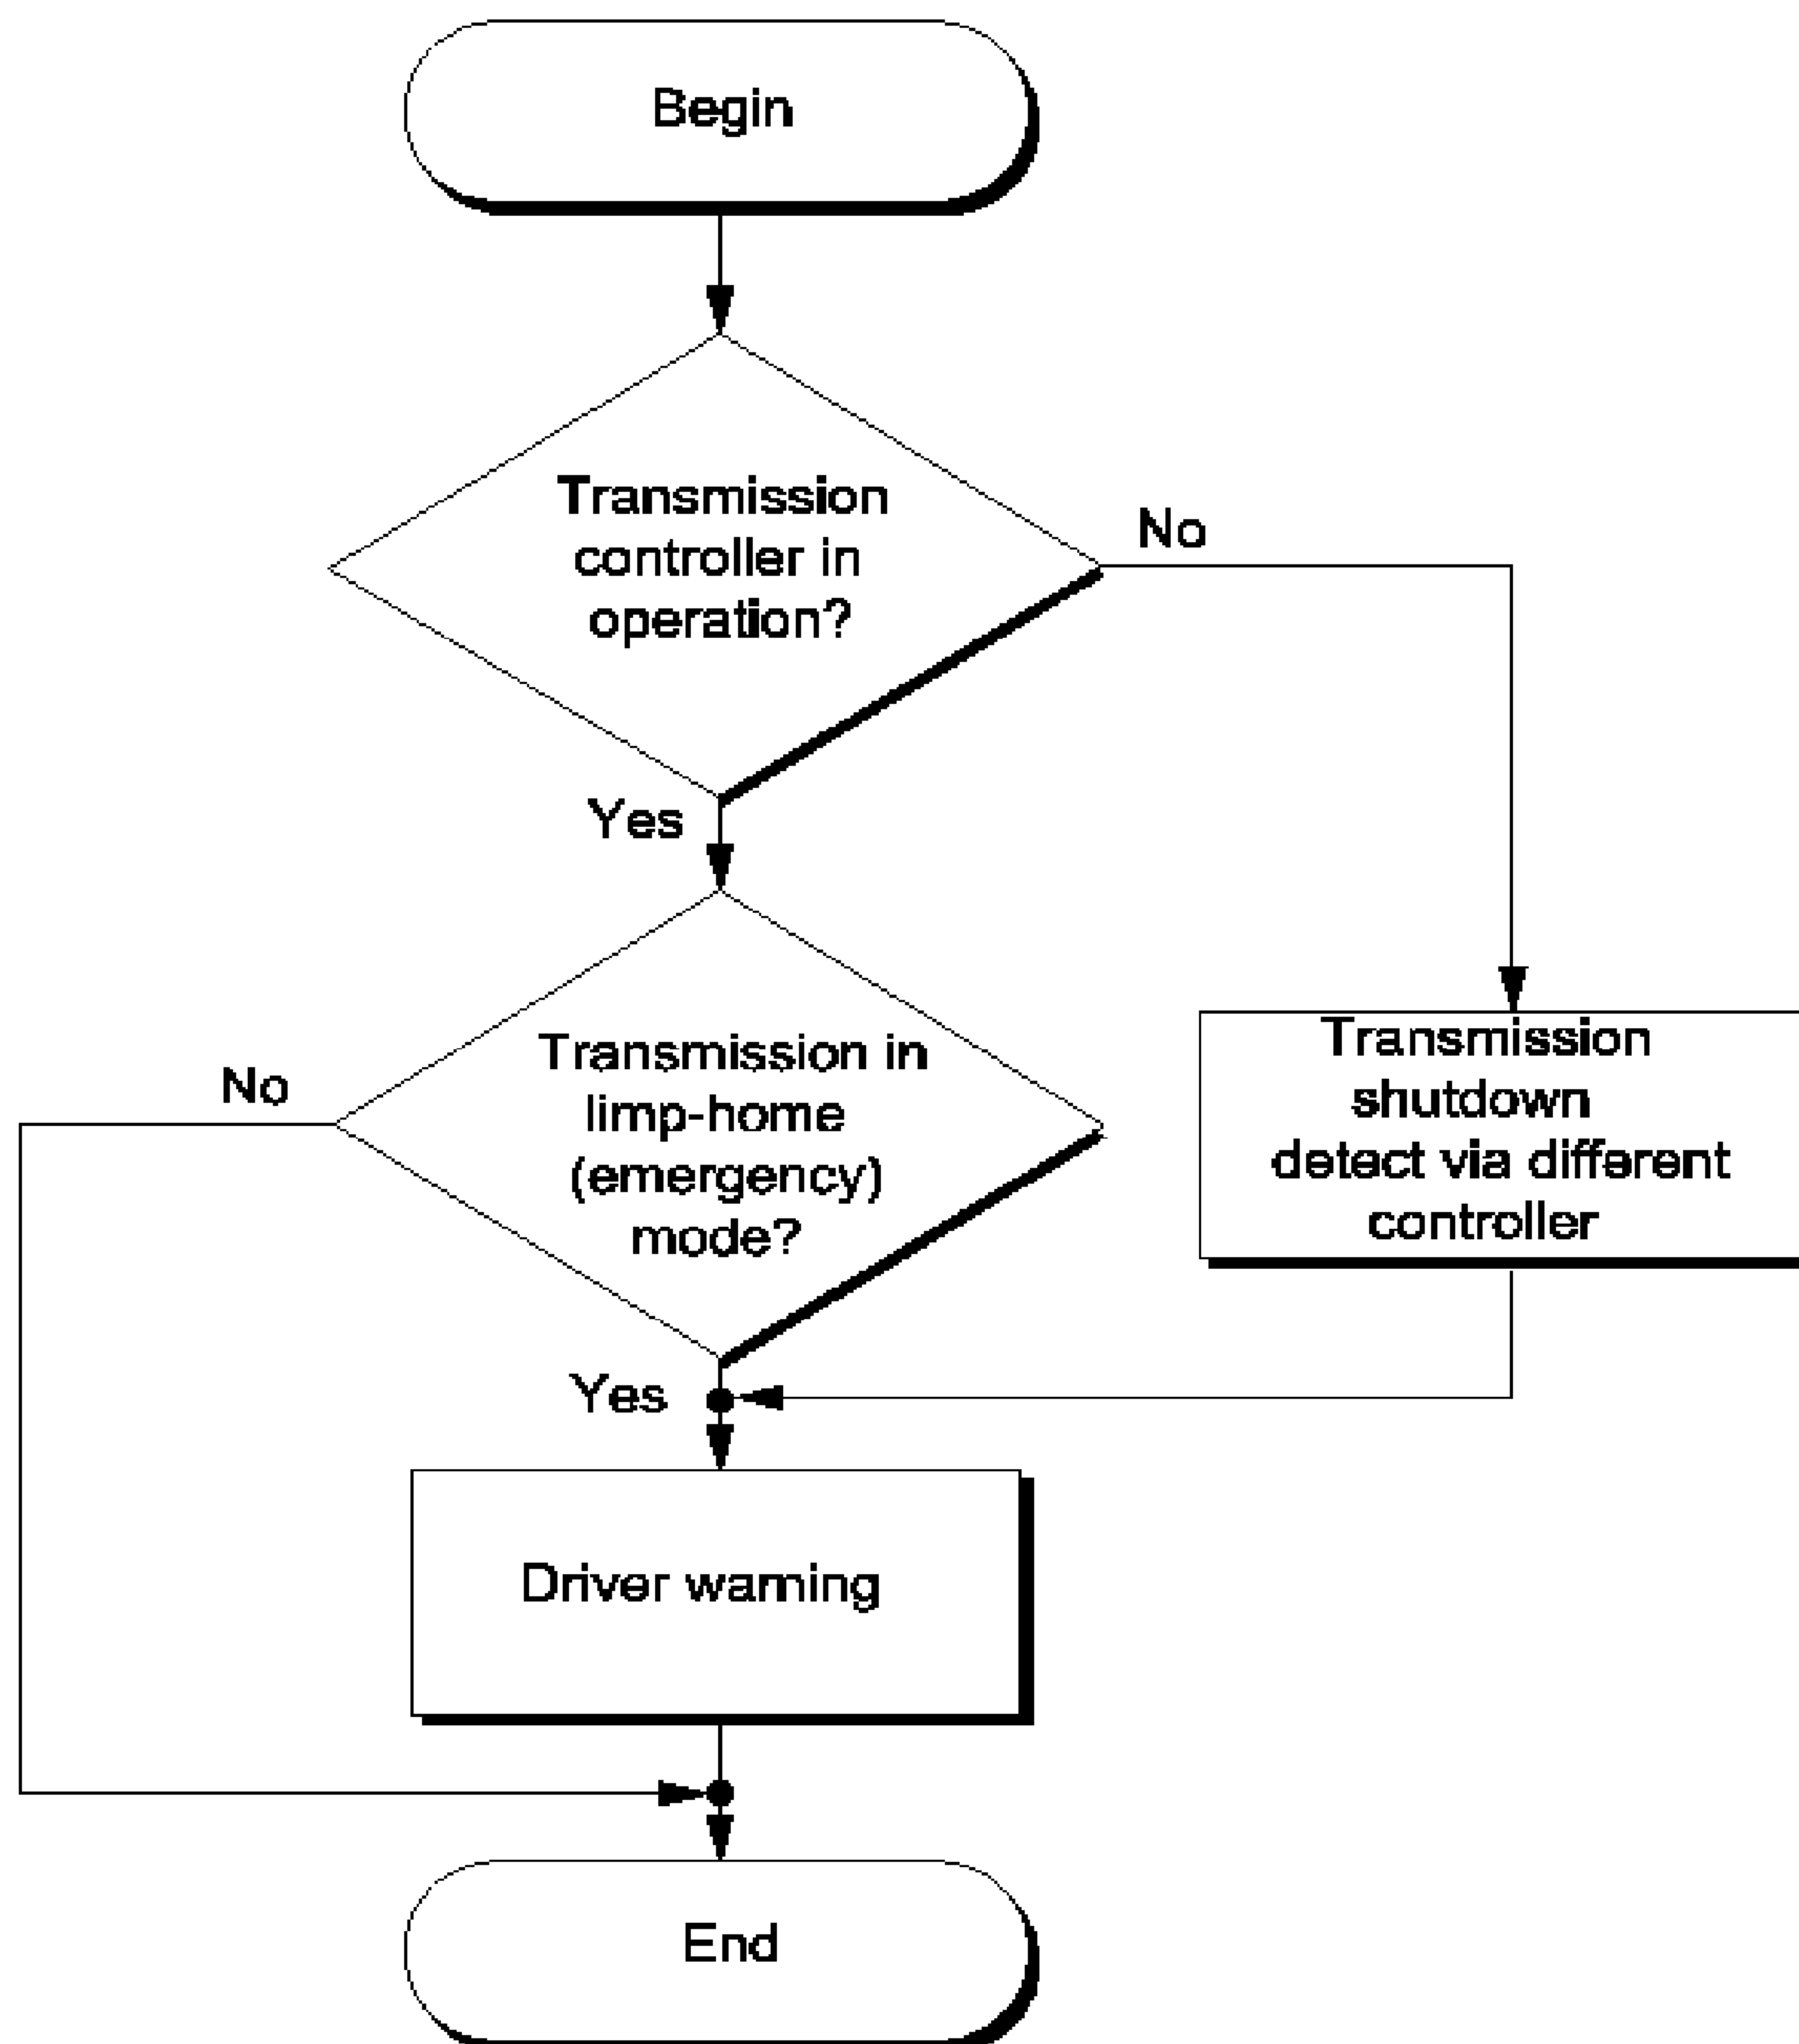 Begin
Transmission
controller in
operation?
No
Yes
Transmission in
limp-home
(emergency)
mode?
No
Transmission
shutdown
detect via different
controller
Yes
Driver warning
End